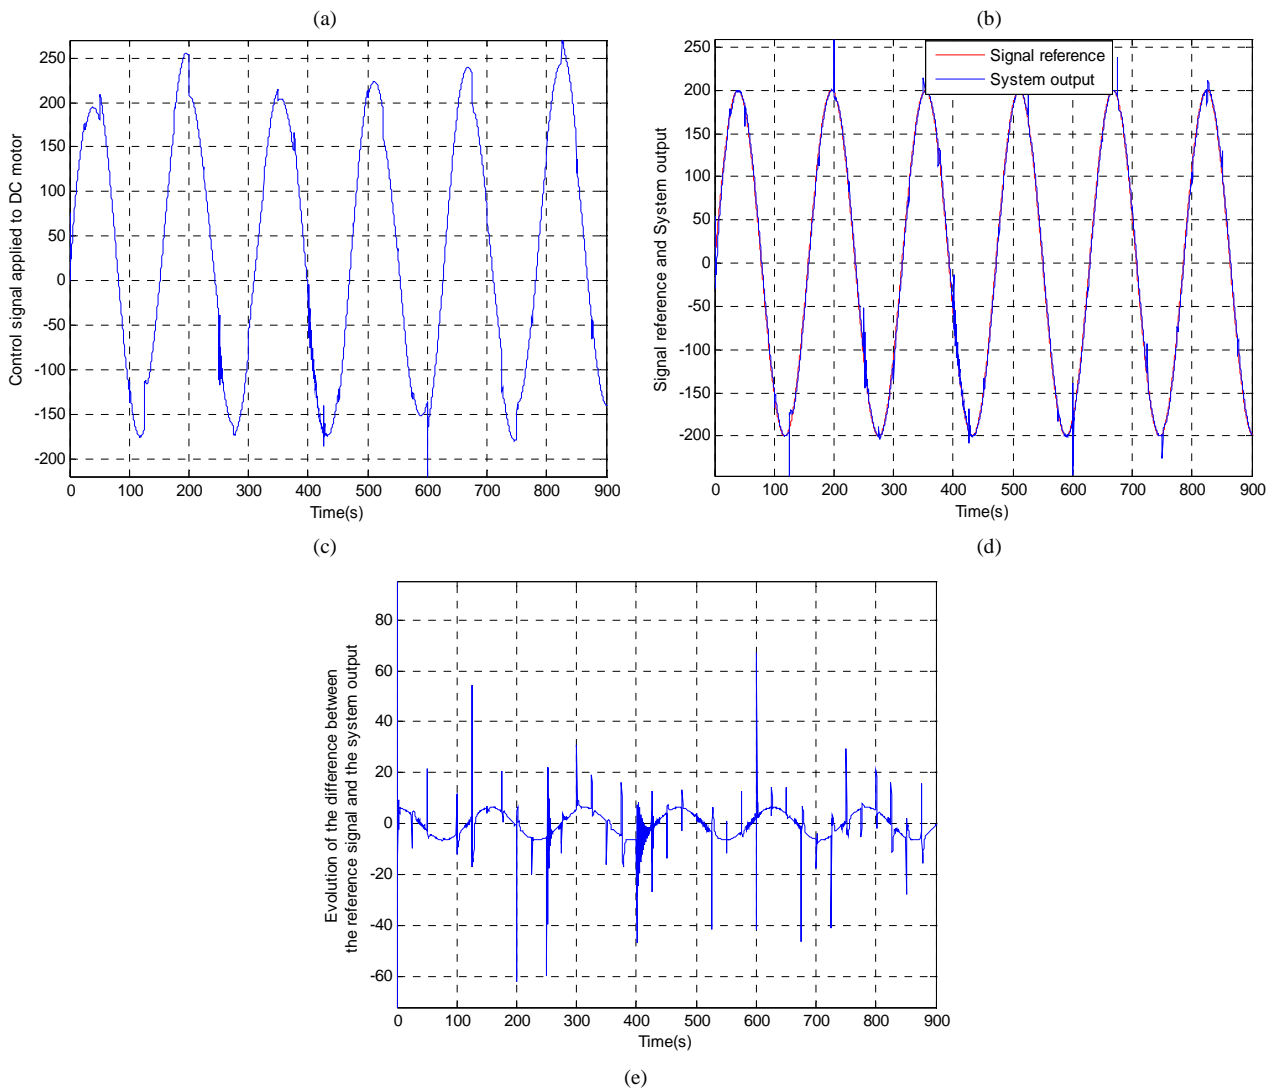 (a)
(b)
Control signal applied to DC motor
250
200
150
100
50
0
-50
-100
-150
-200
0 100 200 300 400 500 600 700 800 900
Time(s)
Signal reference and System output
250
200
150
100
50
0
-50
-100
-150
-200
Signal reference
System output
0 100 200 300 400 500 600 700 800 900
Time(s)
(c)
(d)
Evolution of the difference between
the reference signal and the system output
80
60
40
20
0
-20
-40
-60
0 100 200 300 400 500 600 700 800 900
Time(s)
(e)